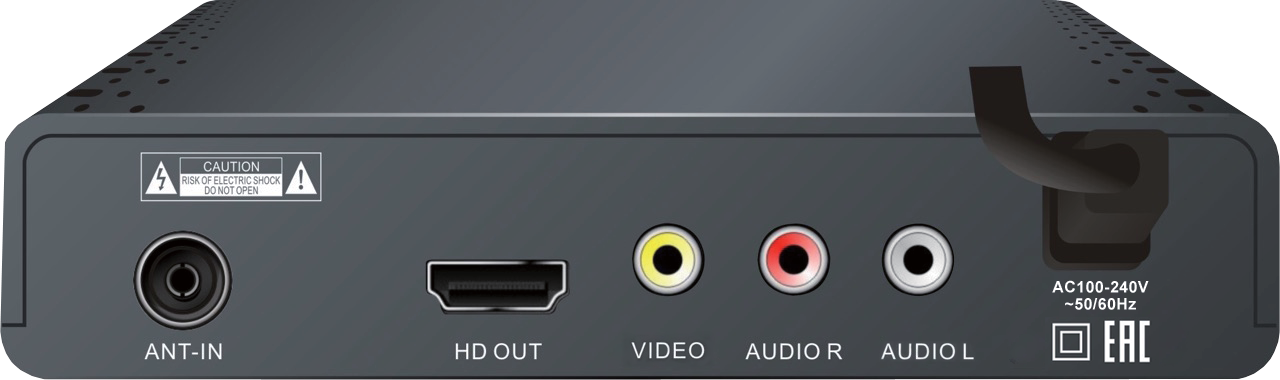 CAUTION
RISK OF ELECTRIC SHOCK
DO NOT OPEN
ANT-IN
HD OUT
VIDEO
AUDIO R
AUDIO L
AC100-240V
~50/60Hz
EAC